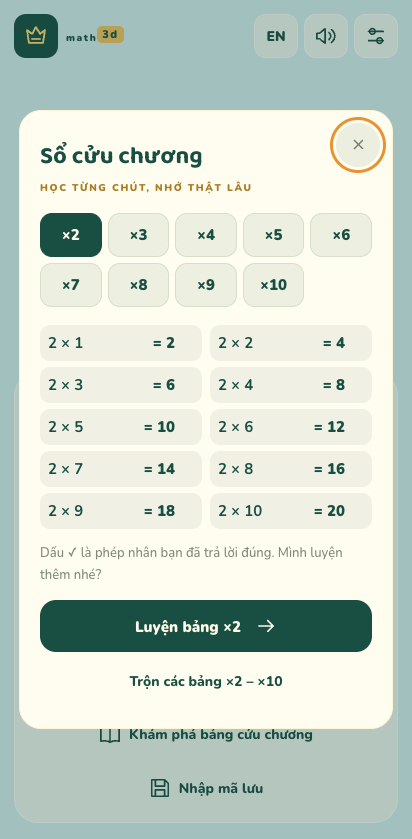 math 3d
EN
Sổ cửu chương
HỌC TỪNG CHÚT, NHỚ THẬT LÂU
×2 ×3 ×4 ×5 ×6
×7 ×8 ×9 ×10
2 × 1 = 2 2 × 2 = 4
2 × 3 = 6 2 × 4 = 8
2 × 5 = 10 2 × 6 = 12
2 × 7 = 14 2 × 8 = 16
2 × 9 = 18 2 × 10 = 20
Dấu ✓ là phép nhân bạn đã trả lời đúng. Mình luyện
thêm nhé?
Luyện bảng ×2 →
Trộn các bảng ×2 – ×10
Khám phá bảng cửu chương
Nhập mã lưu